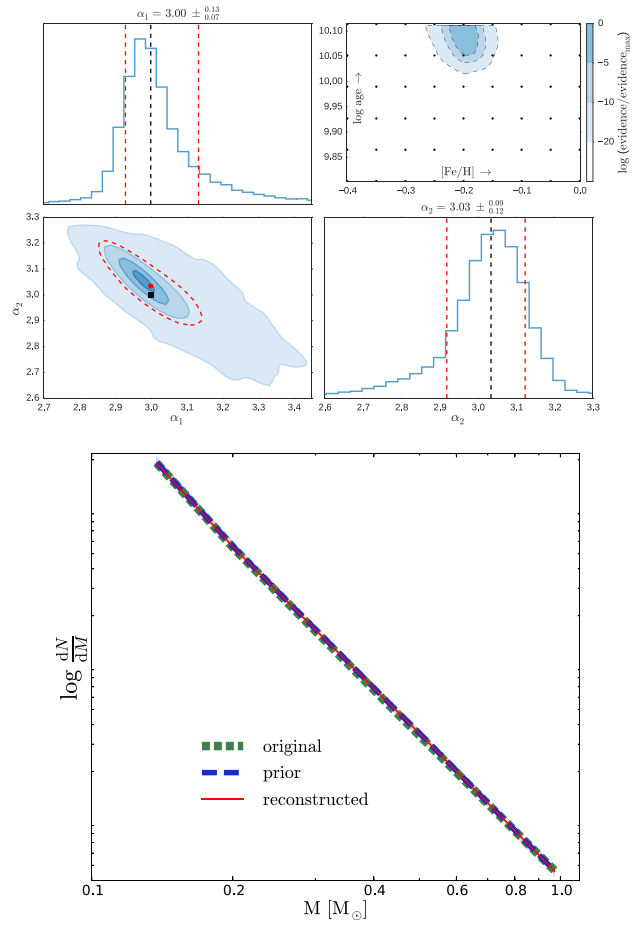 α₁ = 3.00 ± 0.13 0.07
10.10
10.05
10.00
9.95
9.90
9.85
log age →
[Fe/H] →
−0.4 −0.3 −0.2 −0.1 0.0
0
−5
−10
−20
log (evidence/evidence_max)
α₂ = 3.03 ± 0.09 0.12
3.3
3.2
3.1
3.0
2.9
2.8
2.7
2.6
α₂
2.7 2.8 2.9 3.0 3.1 3.2 3.3 3.4
α₁
2.6 2.7 2.8 2.9 3.0 3.1 3.2 3.3
α₂
log dN/dM
original
prior
reconstructed
0.1 0.2 0.4 0.6 0.8 1.0
M [M⊙]